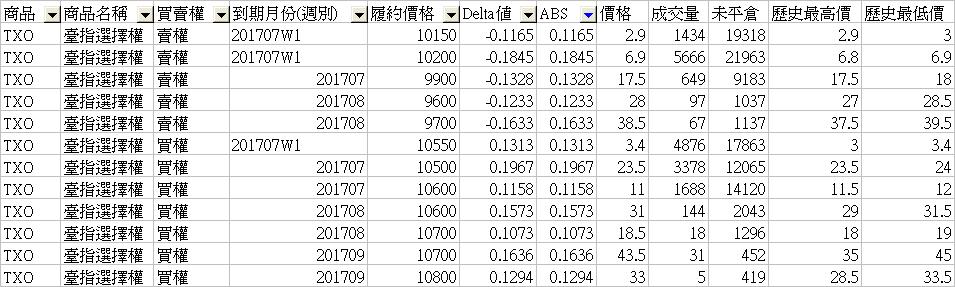 商品 商品名稱 買賣權 到期月份(週別) 履約價格 Delta值 ABS 價格 成交量 未平倉 歷史最高價 歷史最低價
TXO 臺指選擇權 賣權 201707W1 10150 -0.1165 0.1165 2.9 1434 19318 2.9 3
TXO 臺指選擇權 賣權 201707W1 10200 -0.1845 0.1845 6.9 5666 21963 6.8 6.9
TXO 臺指選擇權 賣權 201707 9900 -0.1328 0.1328 17.5 649 9183 17.5 18
TXO 臺指選擇權 賣權 201708 9600 -0.1233 0.1233 28 97 1037 27 28.5
TXO 臺指選擇權 賣權 201708 9700 -0.1633 0.1633 38.5 67 1137 37.5 39.5
TXO 臺指選擇權 買權 201707W1 10550 0.1313 0.1313 3.4 4876 17863 3 3.4
TXO 臺指選擇權 買權 201707 10500 0.1967 0.1967 23.5 3378 12065 23.5 24
TXO 臺指選擇權 買權 201707 10600 0.1158 0.1158 11 1688 14120 11.5 12
TXO 臺指選擇權 買權 201708 10600 0.1573 0.1573 31 144 2043 29 31.5
TXO 臺指選擇權 買權 201708 10700 0.1073 0.1073 18.5 18 1296 18 19
TXO 臺指選擇權 買權 201709 10700 0.1636 0.1636 43.5 31 452 35 45
TXO 臺指選擇權 買權 201709 10800 0.1294 0.1294 33 5 419 28.5 33.5